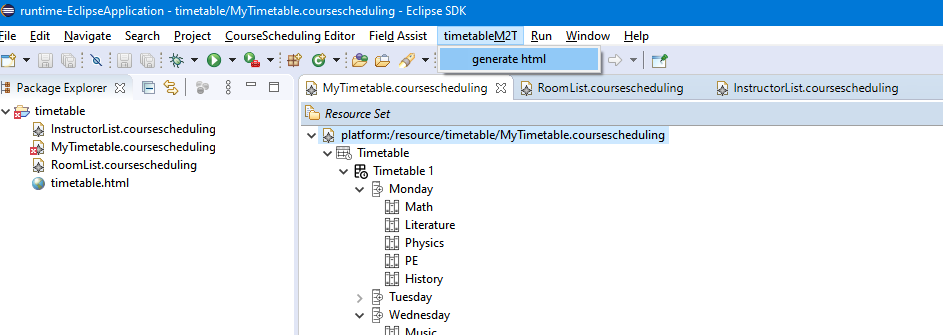 runtime-EclipseApplication - timetable/MyTimetable.coursescheduling - Eclipse SDK
File Edit Navigate Search Project CourseScheduling Editor Field Assist timetableM2T Run Window Help
generate html
Package Explorer
MyTimetable.coursescheduling RoomList.coursescheduling InstructorList.coursescheduling
timetable
InstructorList.coursescheduling
MyTimetable.coursescheduling
RoomList.coursescheduling
timetable.html
Resource Set
platform:/resource/timetable/MyTimetable.coursescheduling
Timetable
Timetable 1
Monday
Math
Literature
Physics
PE
History
Tuesday
Wednesday
Music